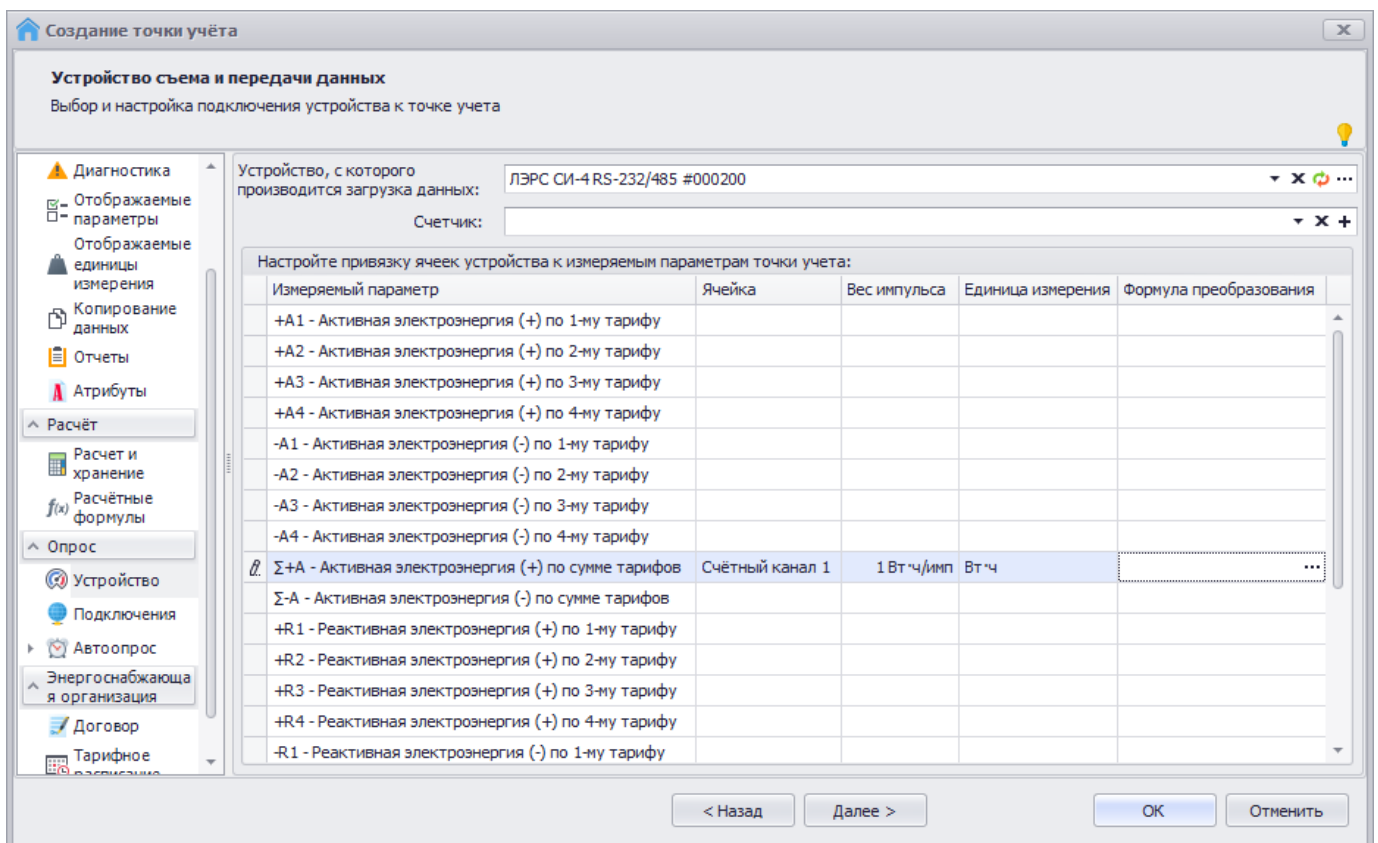 Создание точки учёта
Устройство съема и передачи данных
Выбор и настройка подключения устройства к точке учета
Диагностика
Отображаемые
параметры
Отображаемые
единицы
измерения
Копирование
данных
Отчеты
Атрибуты
Расчёт
Расчет и
хранение
f(x) Расчётные
формулы
Опрос
Устройство
Подключения
Автоопрос
Энергоснабжающа
я организация
Договор
Тарифное
расписание
Устройство, с которого
производится загрузка данных:
ЛЭРС СИ-4 RS-232/485 #000200
Счетчик:
Настройте привязку ячеек устройства к измеряемым параметрам точки учета:
Измеряемый параметр Ячейка Вес импульса Единица измерения Формула преобразования
+A1 - Активная электроэнергия (+) по 1-му тарифу
+A2 - Активная электроэнергия (+) по 2-му тарифу
+A3 - Активная электроэнергия (+) по 3-му тарифу
+A4 - Активная электроэнергия (+) по 4-му тарифу
-A1 - Активная электроэнергия (-) по 1-му тарифу
-A2 - Активная электроэнергия (-) по 2-му тарифу
-A3 - Активная электроэнергия (-) по 3-му тарифу
-A4 - Активная электроэнергия (-) по 4-му тарифу
Σ+A - Активная электроэнергия (+) по сумме тарифов Счётный канал 1 1 Вт·ч/имп Вт·ч ...
Σ-A - Активная электроэнергия (-) по сумме тарифов
+R1 - Реактивная электроэнергия (+) по 1-му тарифу
+R2 - Реактивная электроэнергия (+) по 2-му тарифу
+R3 - Реактивная электроэнергия (+) по 3-му тарифу
+R4 - Реактивная электроэнергия (+) по 4-му тарифу
-R1 - Реактивная электроэнергия (-) по 1-му тарифу
< Назад
Далее >
ОК
Отменить